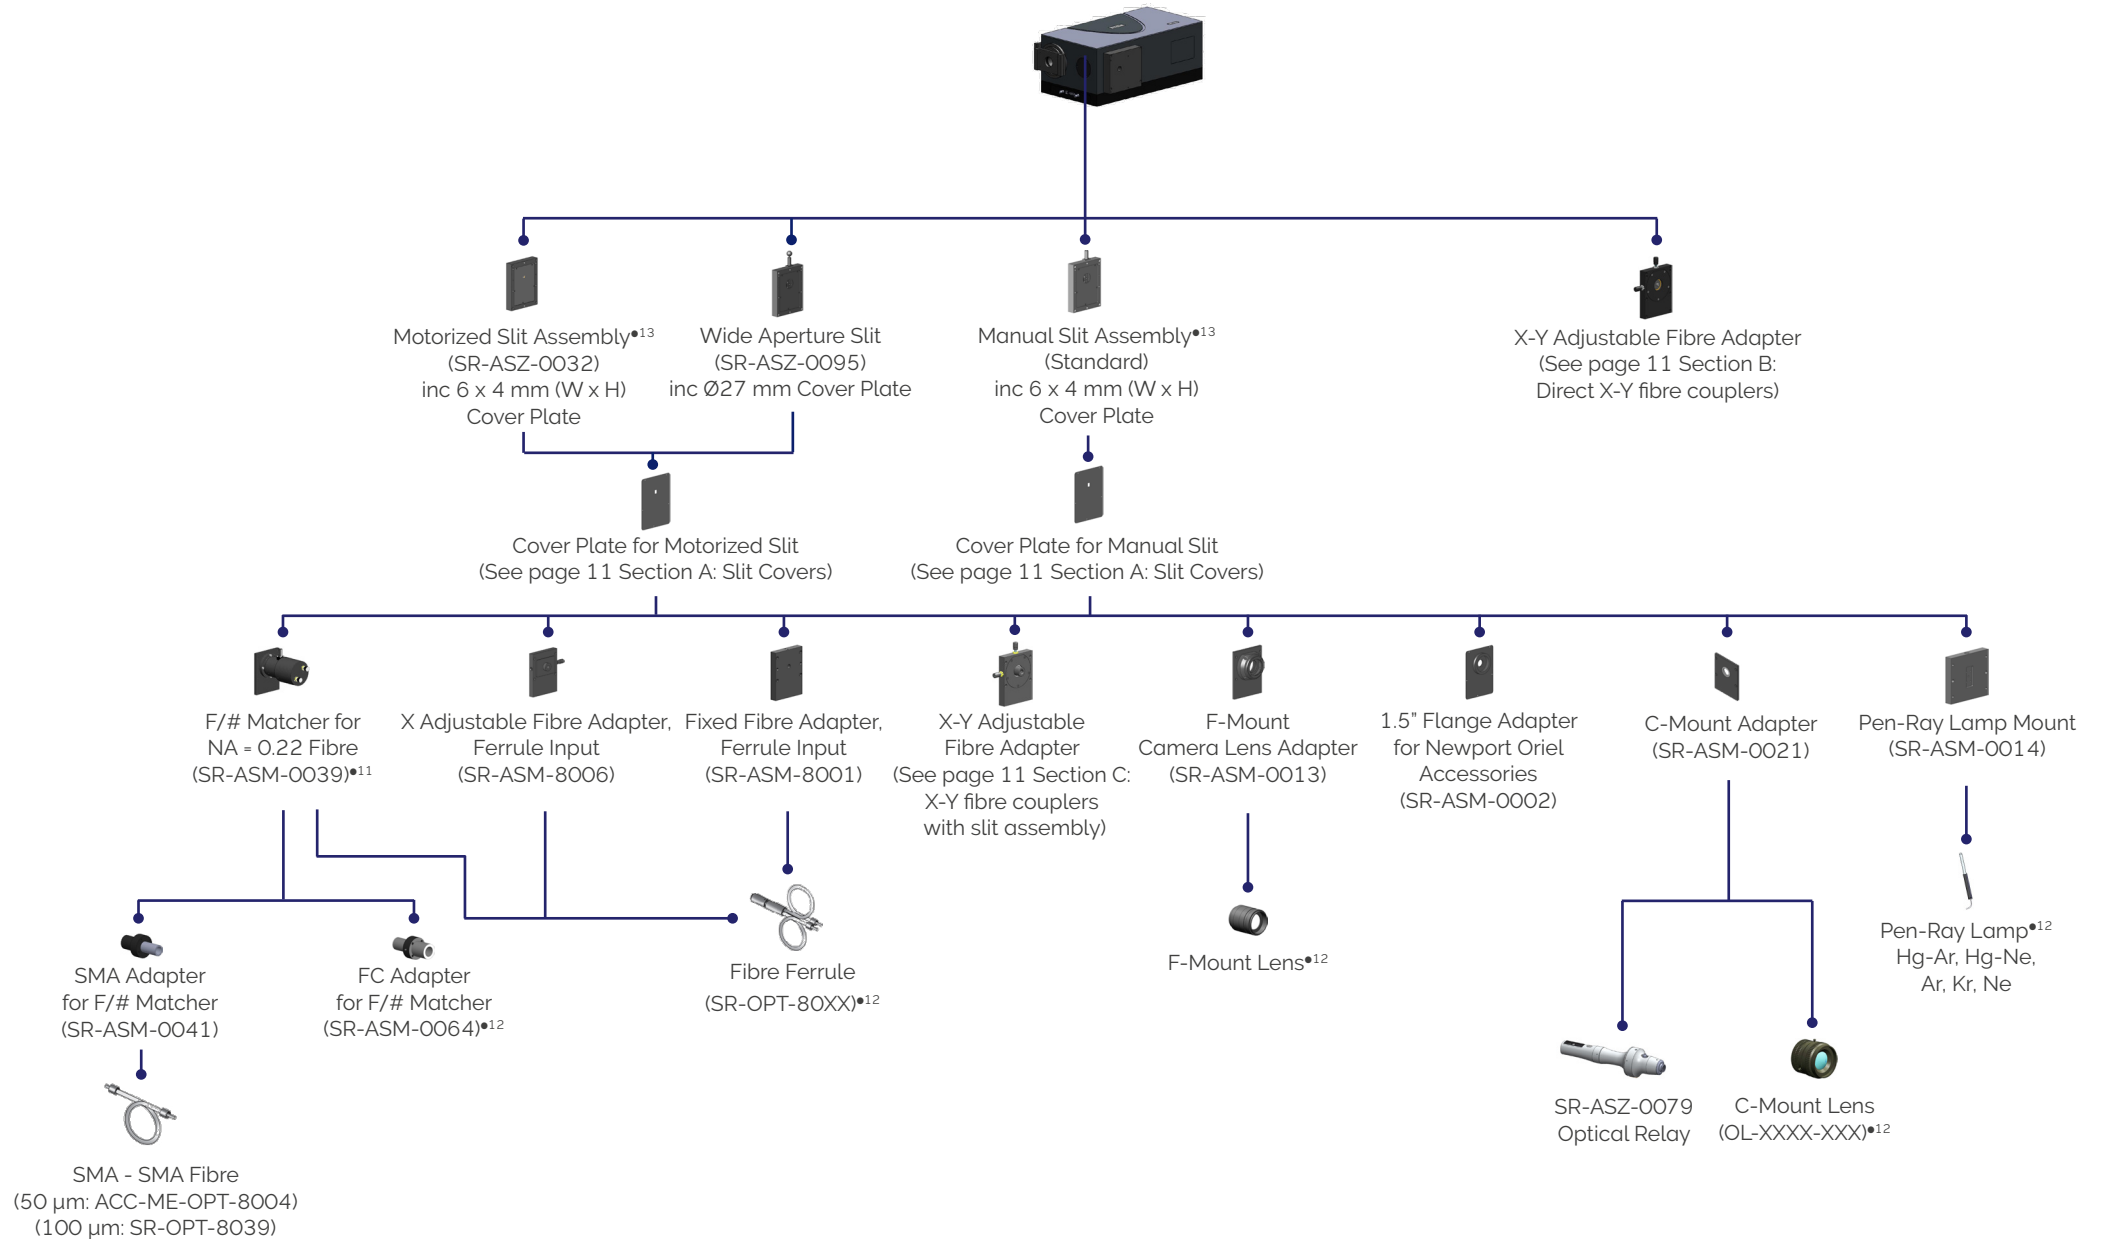 Motorized Slit Assembly●13
(SR-ASZ-0032)
inc 6 x 4 mm (W x H)
Cover Plate
Wide Aperture Slit
(SR-ASZ-0095)
inc Ø27 mm Cover Plate
Manual Slit Assembly●13
(Standard)
inc 6 x 4 mm (W x H)
Cover Plate
X-Y Adjustable Fibre Adapter
(See page 11 Section B:
Direct X-Y fibre couplers)
Cover Plate for Motorized Slit
(See page 11 Section A: Slit Covers)
Cover Plate for Manual Slit
(See page 11 Section A: Slit Covers)
F/# Matcher for
NA = 0.22 Fibre
(SR-ASM-0039)●11
X Adjustable Fibre Adapter,
Ferrule Input
(SR-ASM-8006)
Fixed Fibre Adapter,
Ferrule Input
(SR-ASM-8001)
X-Y Adjustable
Fibre Adapter
(See page 11 Section C:
X-Y fibre couplers
with slit assembly)
F-Mount
Camera Lens Adapter
(SR-ASM-0013)
1.5" Flange Adapter
for Newport Oriel
Accessories
(SR-ASM-0002)
C-Mount Adapter
(SR-ASM-0021)
Pen-Ray Lamp Mount
(SR-ASM-0014)
SMA Adapter
for F/# Matcher
(SR-ASM-0041)
FC Adapter
for F/# Matcher
(SR-ASM-0064)●12
Fibre Ferrule
(SR-OPT-80XX)●12
F-Mount Lens●12
Pen-Ray Lamp●12
Hg-Ar, Hg-Ne,
Ar, Kr, Ne
SR-ASZ-0079
Optical Relay
C-Mount Lens
(OL-XXXX-XXX)●12
SMA - SMA Fibre
(50 µm: ACC-ME-OPT-8004)
(100 µm: SR-OPT-8039)